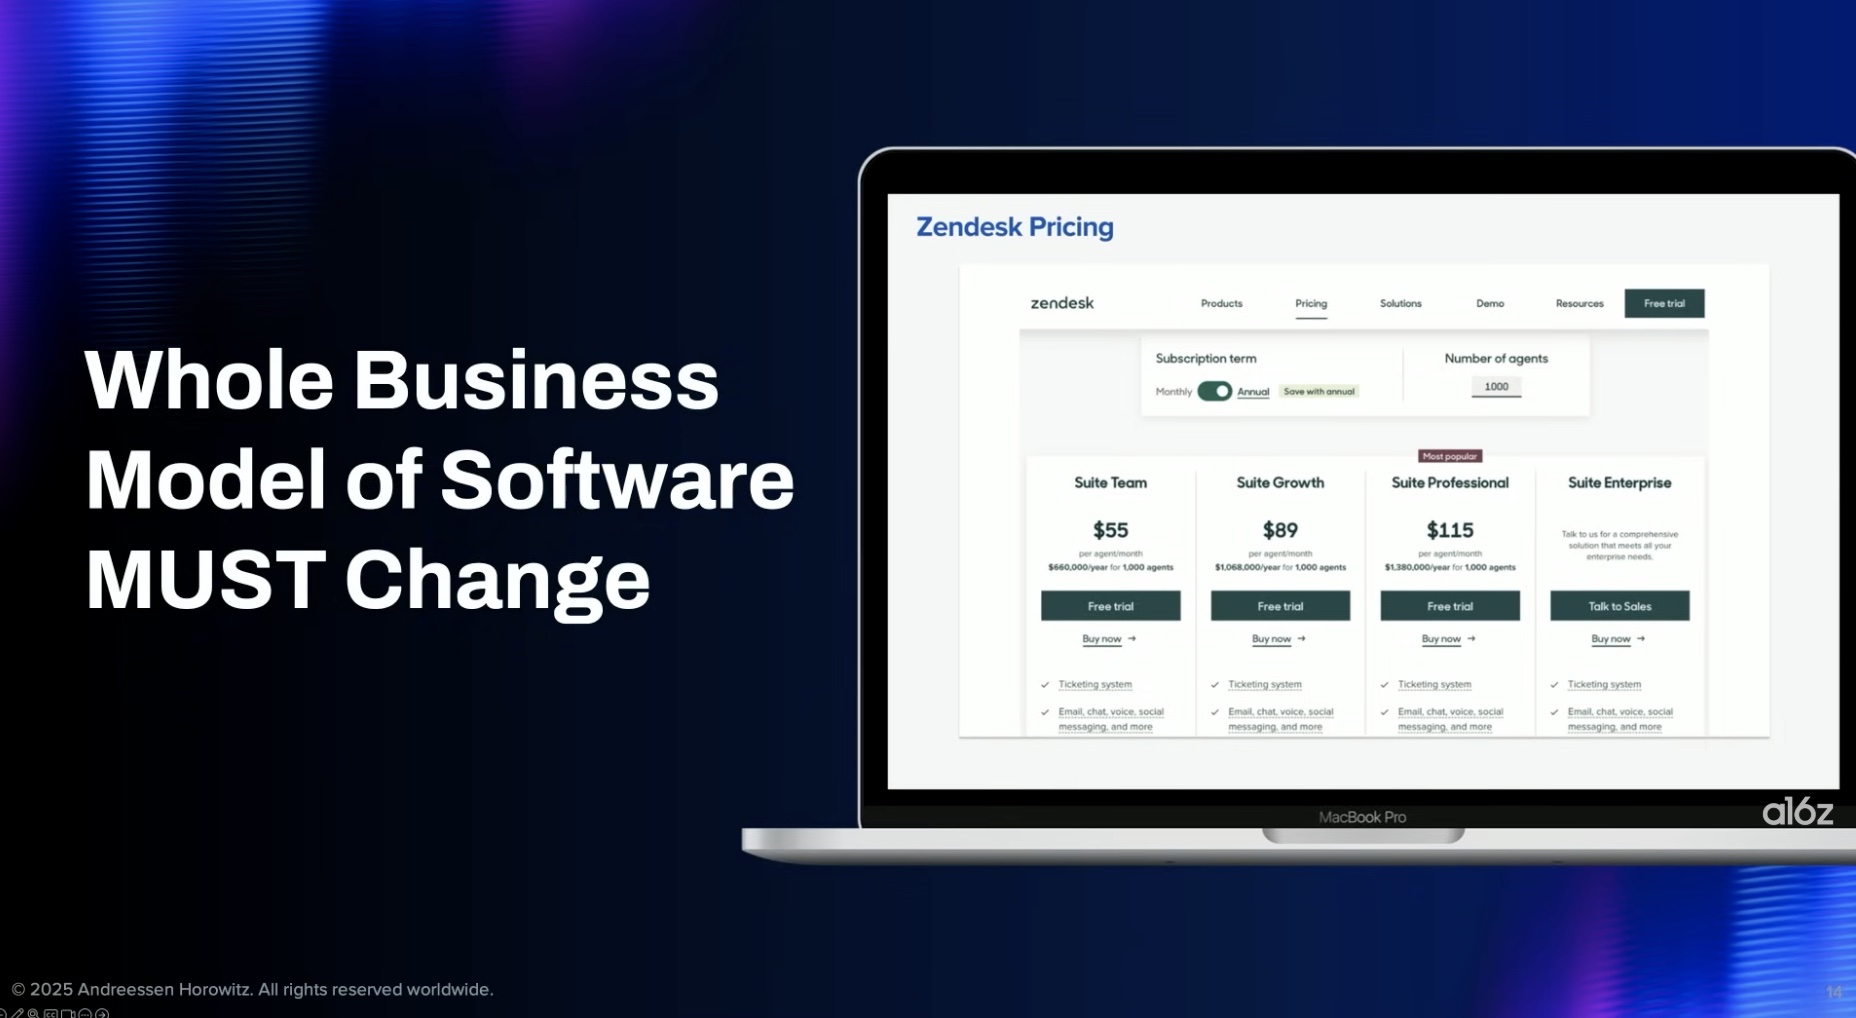 Whole Business
Model of Software
MUST Change
Zendesk Pricing
zendesk
Products
Pricing
Solutions
Demo
Resources
Free trial
Subscription term
Monthly
Annual
Save with annual
Number of agents
1000
Most popular
Suite Team
$55
per agent/month
$660,000/year for 1,000 agents
Free trial
Buy now →
✓ Ticketing system
✓ Email, chat, voice, social
messaging, and more
Suite Growth
$89
per agent/month
$1,068,000/year for 1,000 agents
Free trial
Buy now →
✓ Ticketing system
✓ Email, chat, voice, social
messaging, and more
Suite Professional
$115
per agent/month
$1,380,000/year for 1,000 agents
Free trial
Buy now →
✓ Ticketing system
✓ Email, chat, voice, social
messaging, and more
Suite Enterprise
Talk to us for a comprehensive
solution that meets all your
enterprise needs.
Talk to Sales
Buy now →
✓ Ticketing system
✓ Email, chat, voice, social
messaging, and more
MacBook Pro
a16z
© 2025 Andreessen Horowitz. All rights reserved worldwide.
14